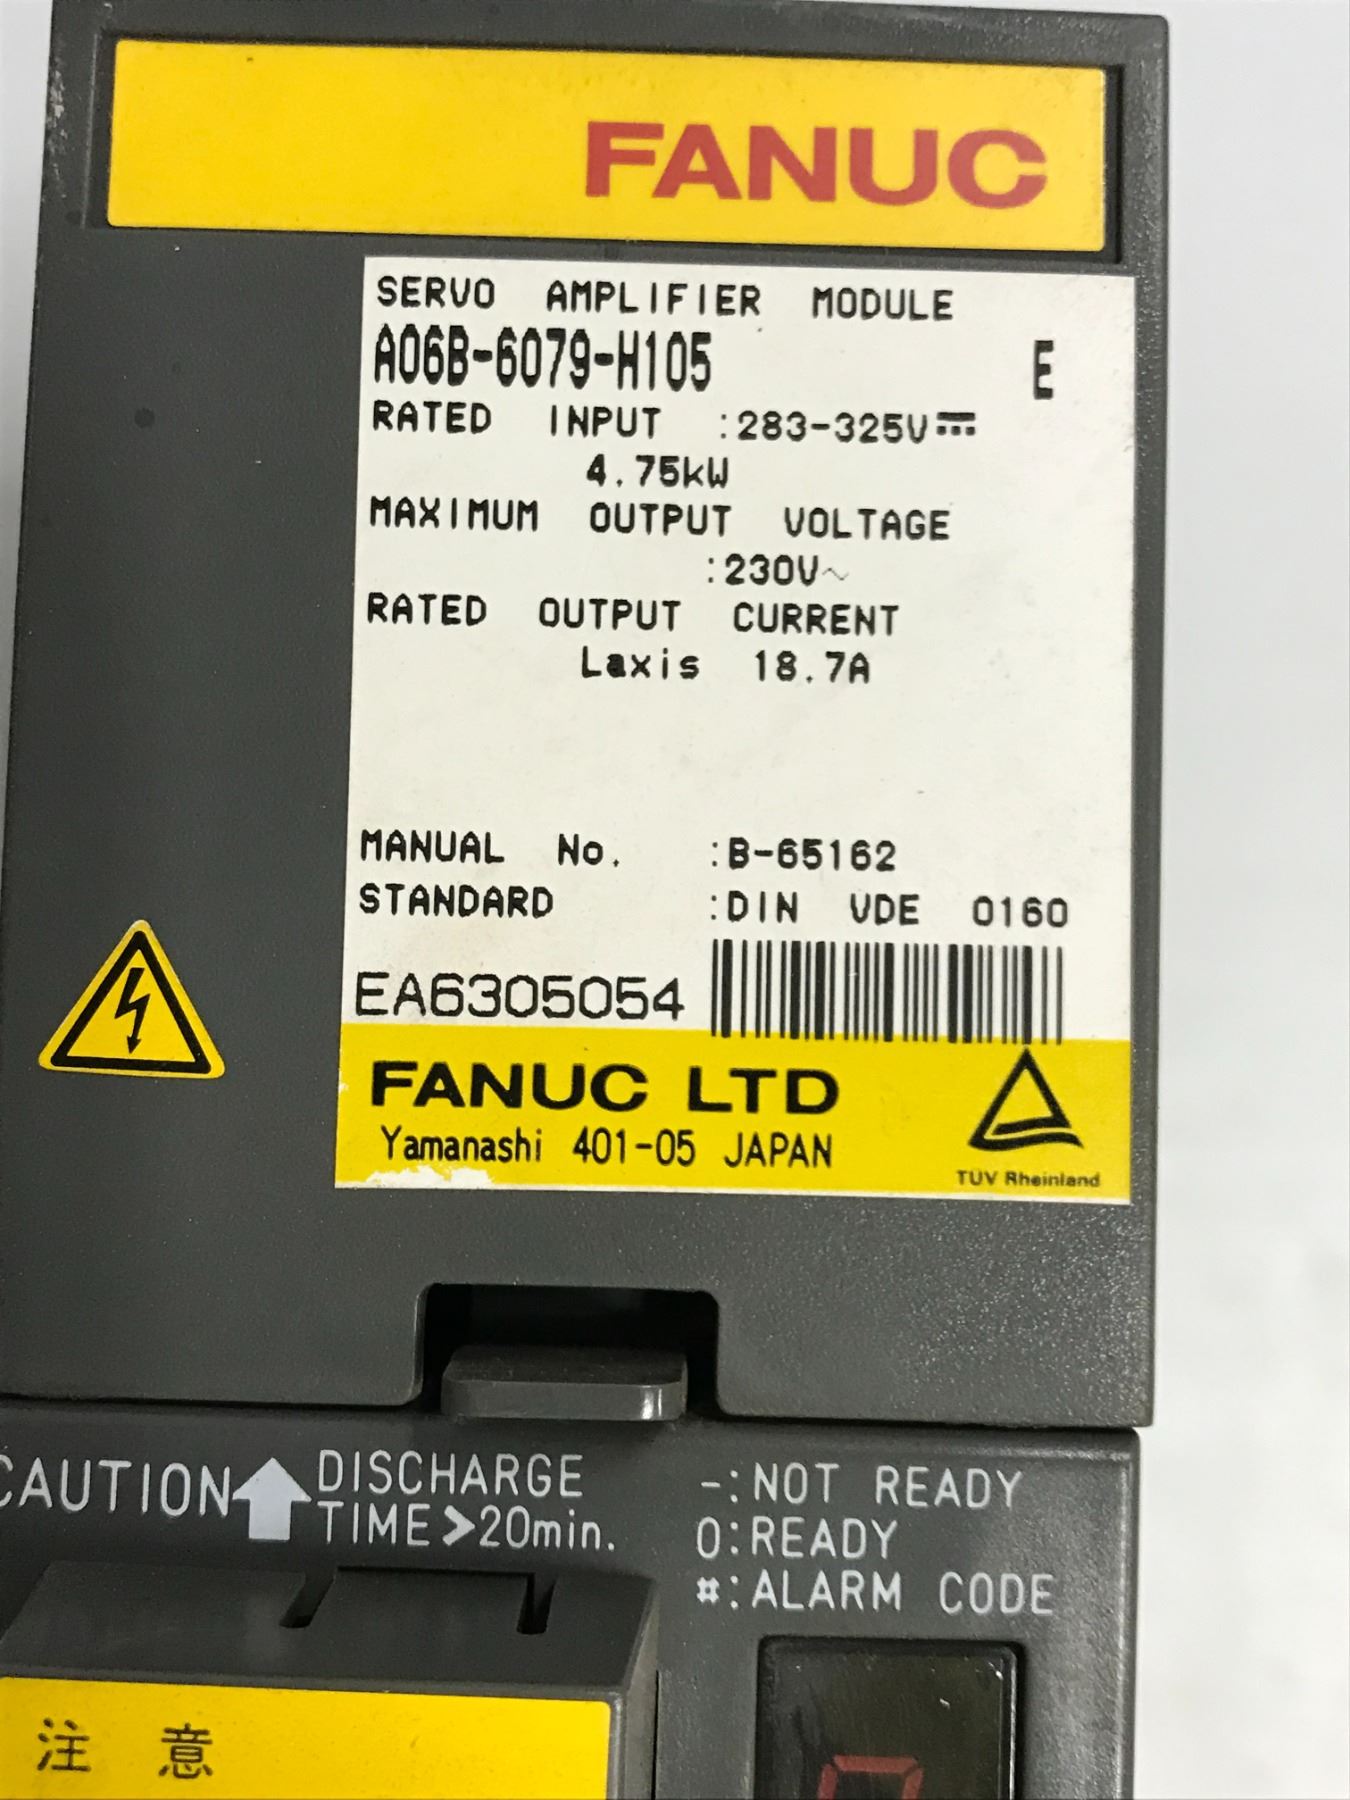 FANUC
SERVO AMPLIFIER MODULE
A06B-6079-H105 E
RATED INPUT :283-325V⎓
4.75kW
MAXIMUM OUTPUT VOLTAGE
:230V~
RATED OUTPUT CURRENT
Laxis 18.7A
MANUAL No. :B-65162
STANDARD :DIN VDE 0160
EA6305054
FANUC LTD
Yamanashi 401-05 JAPAN
TÜV Rheinland
CAUTION DISCHARGE
TIME>20min.
-:NOT READY
0:READY
#:ALARM CODE
注 意